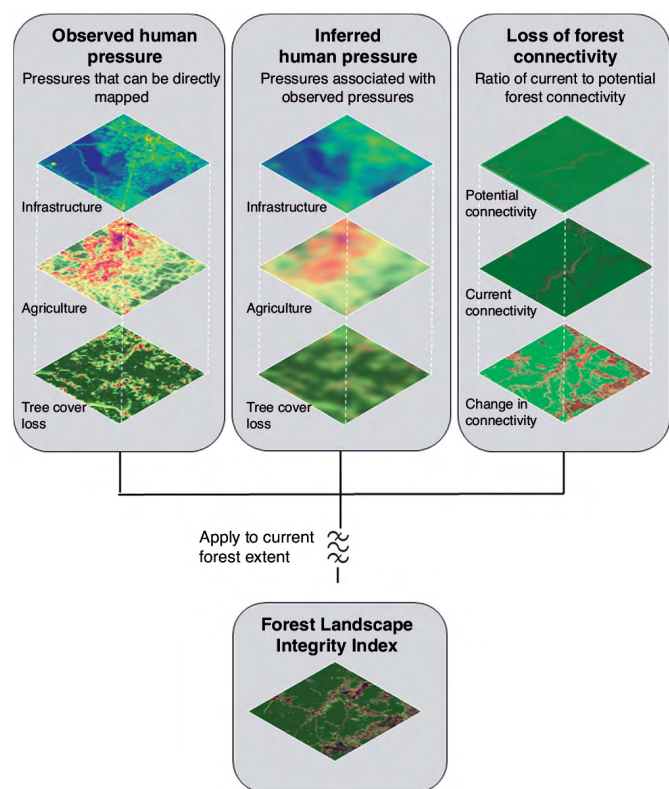 Observed human
pressure
Pressures that can be directly
mapped
Infrastructure
Agriculture
Tree cover
loss
Inferred
human pressure
Pressures associated with
observed pressures
Infrastructure
Agriculture
Tree cover
loss
Loss of forest
connectivity
Ratio of current to potential
forest connectivity
Potential
connectivity
Current
connectivity
Change in
connectivity
Apply to current
forest extent
Forest Landscape
Integrity Index